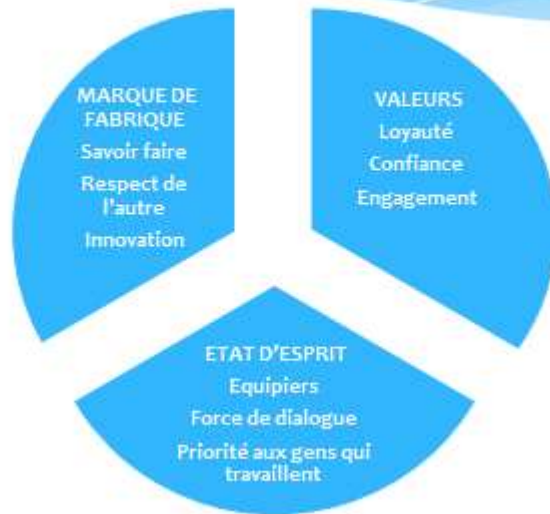 MARQUE DE
FABRIQUE
Savoir faire
Respect de
l'autre
Innovation
VALEURS
Loyauté
Confiance
Engagement
ETAT D'ESPRIT
Equipiers
Force de dialogue
Priorité aux gens qui
travaillent